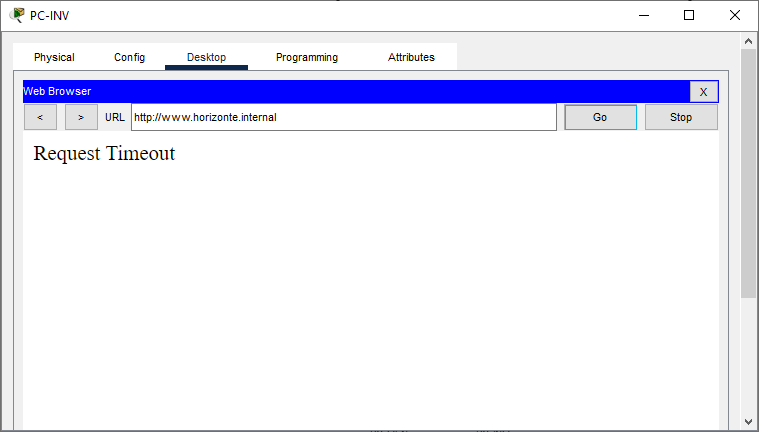 PC-INV
Physical Config Desktop Programming Attributes
Web Browser X
< > URL http://www.horizonte.internal Go Stop
Request Timeout